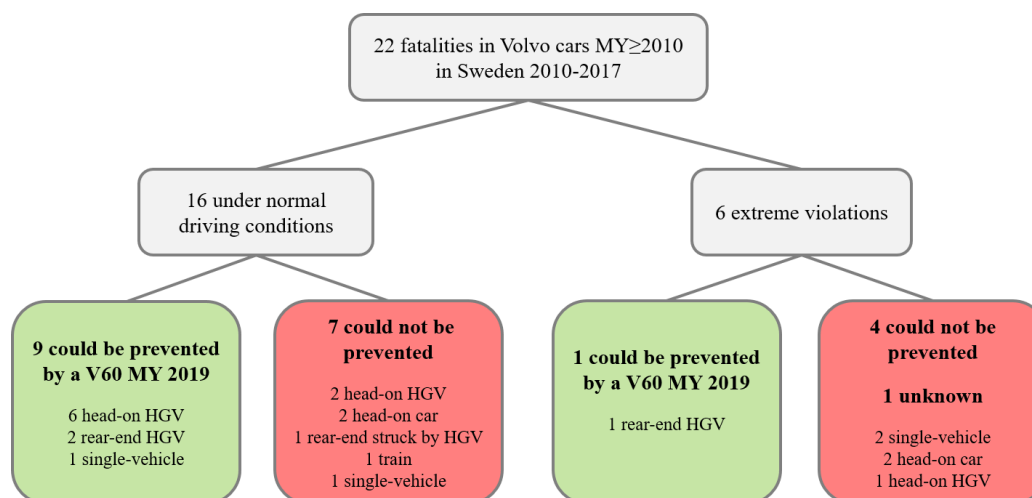 22 fatalities in Volvo cars MY≥2010
in Sweden 2010-2017
16 under normal
driving conditions
6 extreme violations
9 could be prevented
by a V60 MY 2019
6 head-on HGV
2 rear-end HGV
1 single-vehicle
7 could not be
prevented
2 head-on HGV
2 head-on car
1 rear-end struck by HGV
1 train
1 single-vehicle
1 could be prevented
by a V60 MY 2019
1 rear-end HGV
4 could not be
prevented
1 unknown
2 single-vehicle
2 head-on car
1 head-on HGV